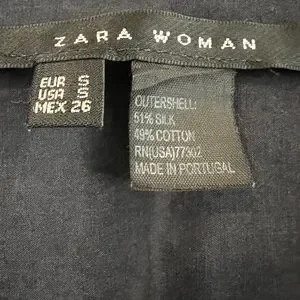 ZARA WOMAN
EUR S
USA S
MEX 26
OUTERSHELL:
51% SILK
49% COTTON
RN(USA)77302
MADE IN PORTUGAL